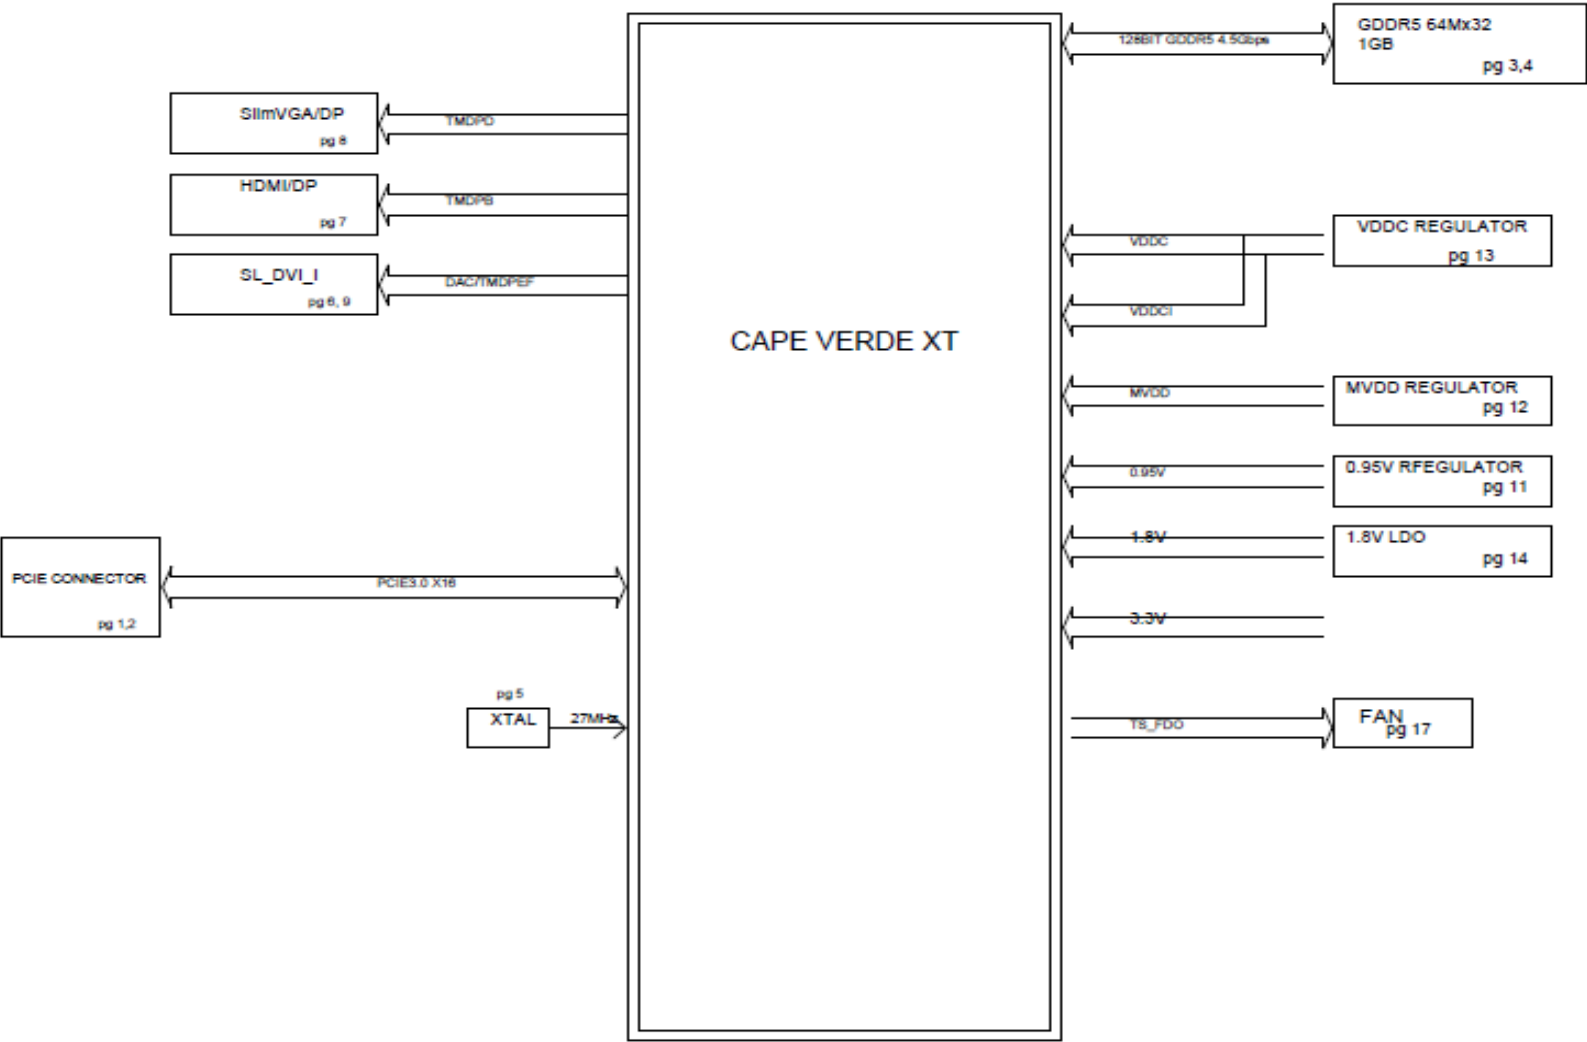 128BIT GDDR5 4.5Gbps
GDDR5 64Mx32
1GB
pg 3,4
SlimVGA/DP
pg 8
TMDPD
HDMI/DP
pg 7
TMDPB
SL_DVI_I
pg 6, 9
DAC/TMDPEF
CAPE VERDE XT
VDDC
VDDC REGULATOR
pg 13
VDDCI
MVDD
MVDD REGULATOR
pg 12
0.95V
0.95V RFEGULATOR
pg 11
1.8V
1.8V LDO
pg 14
PCIE CONNECTOR
pg 1,2
PCIE3.0 X16
3.3V
pg 5
XTAL
27MHz
TS_FDO
FAN
pg 17